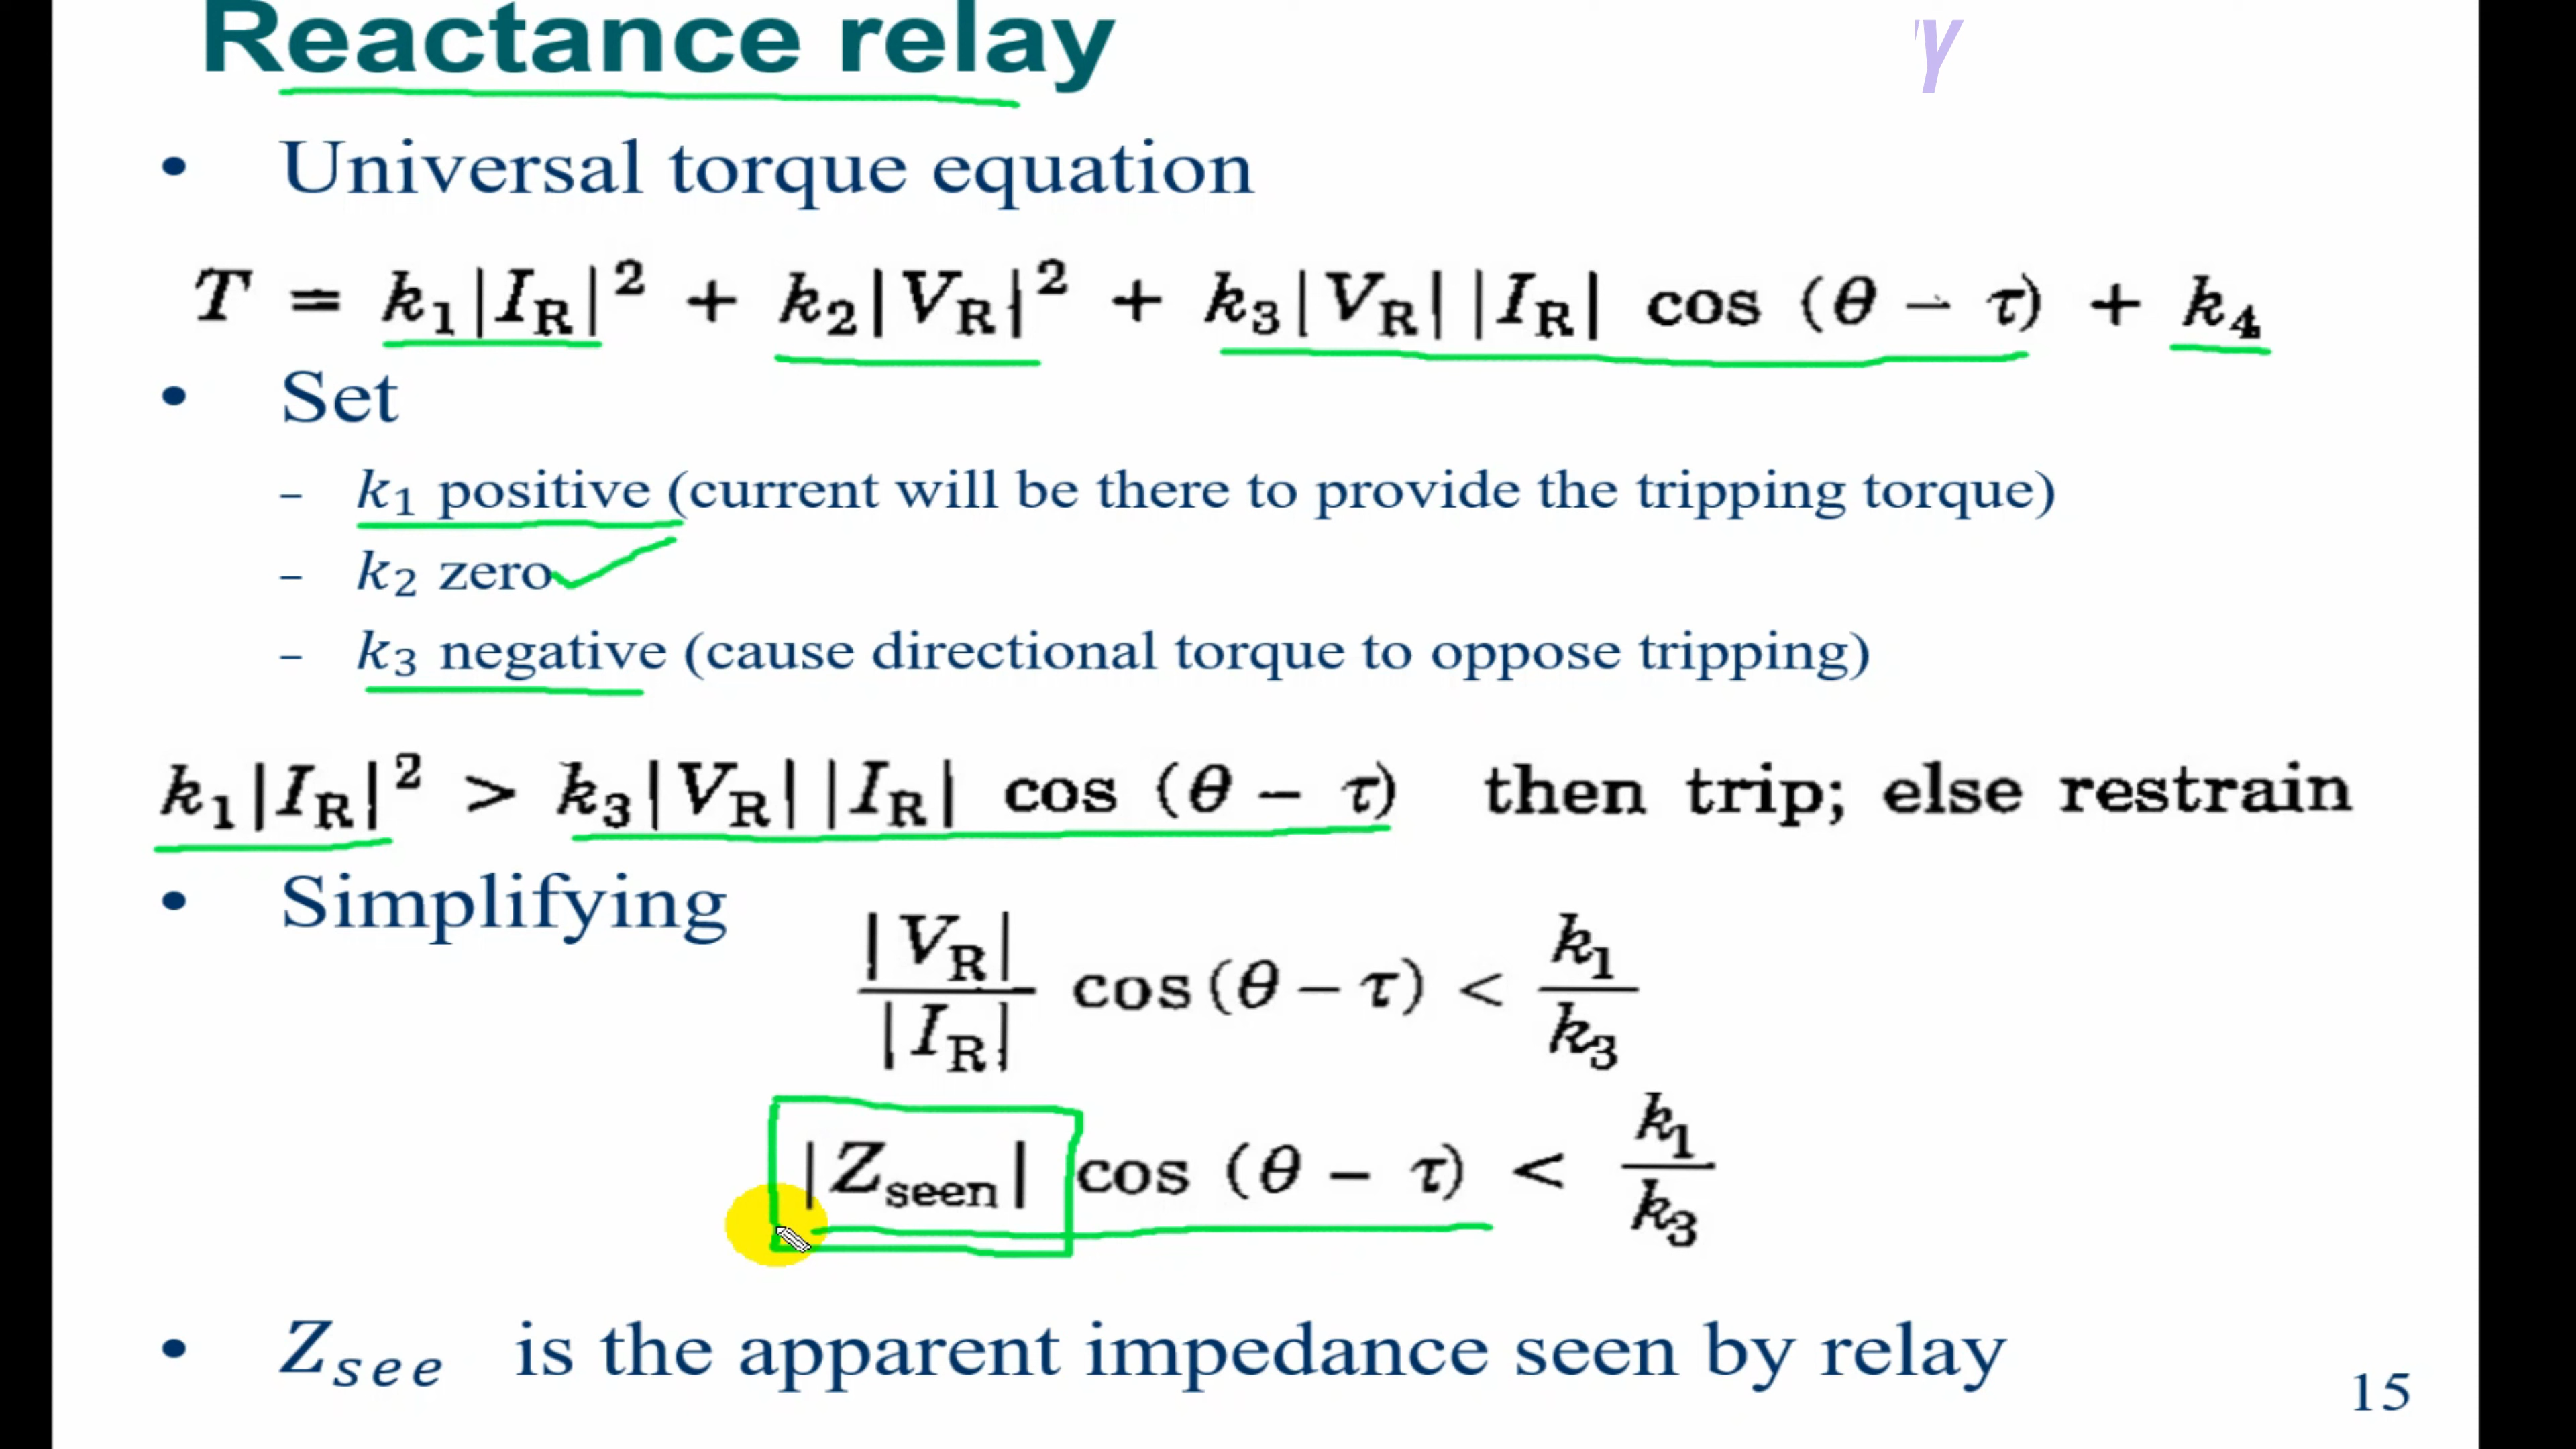 Reactance relay
γ
• Universal torque equation
T = k₁|I_R|² + k₂|V_R|² + k₃|V_R||I_R| cos (θ − τ) + k₄
• Set
– k₁ positive (current will be there to provide the tripping torque)
– k₂ zero
– k₃ negative (cause directional torque to oppose tripping)
k₁|I_R|² > k₃|V_R||I_R| cos (θ − τ) then trip; else restrain
• Simplifying
|V_R| / |I_R| cos(θ − τ) < k₁ / k₃
|Z_seen| cos (θ − τ) < k₁ / k₃
• Z_see is the apparent impedance seen by relay
15